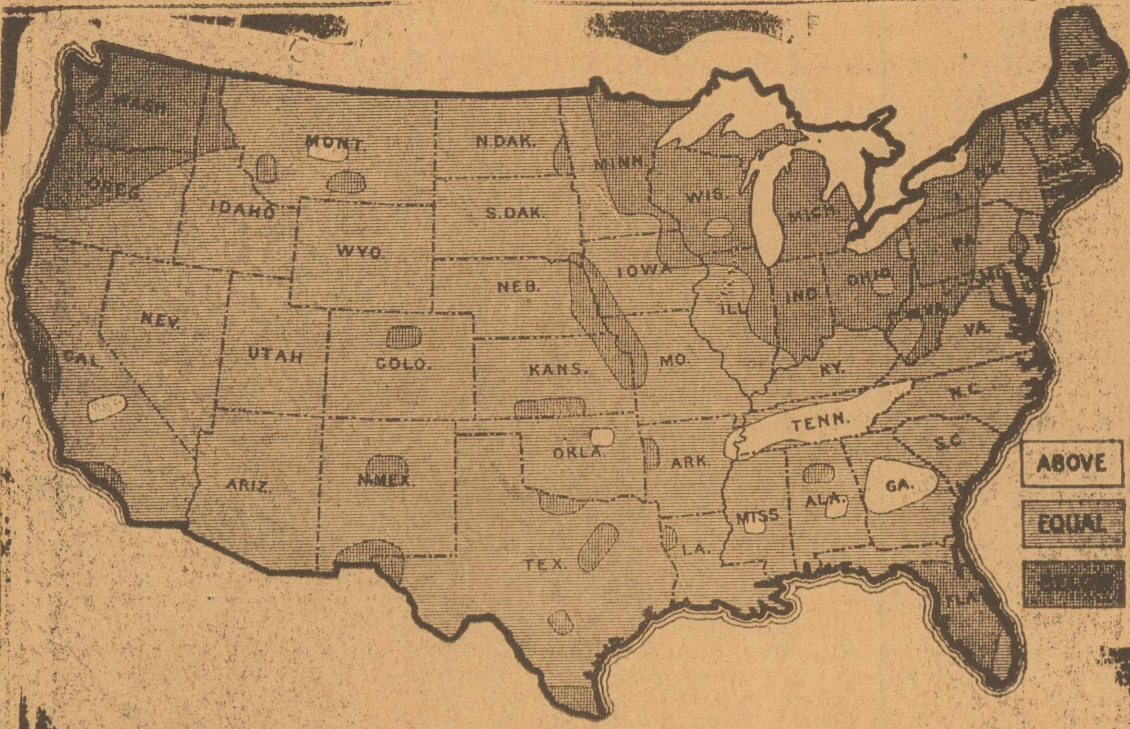 WASH.
MONT.
N.DAK.
MINN.
OREG.
IDAHO
S.DAK.
WIS.
MICH.
WYO.
NEB.
IOWA
PA.
NEV.
UTAH
COLO.
KANS.
MO.
ILL.
IND.
OHIO
W.VA.
VA.
CAL.
KY.
N.C.
TENN.
ARIZ.
N.MEX.
OKLA.
ARK.
S.C.
MISS.
ALA.
GA.
TEX.
LA.
FLA.
ABOVE
EQUAL